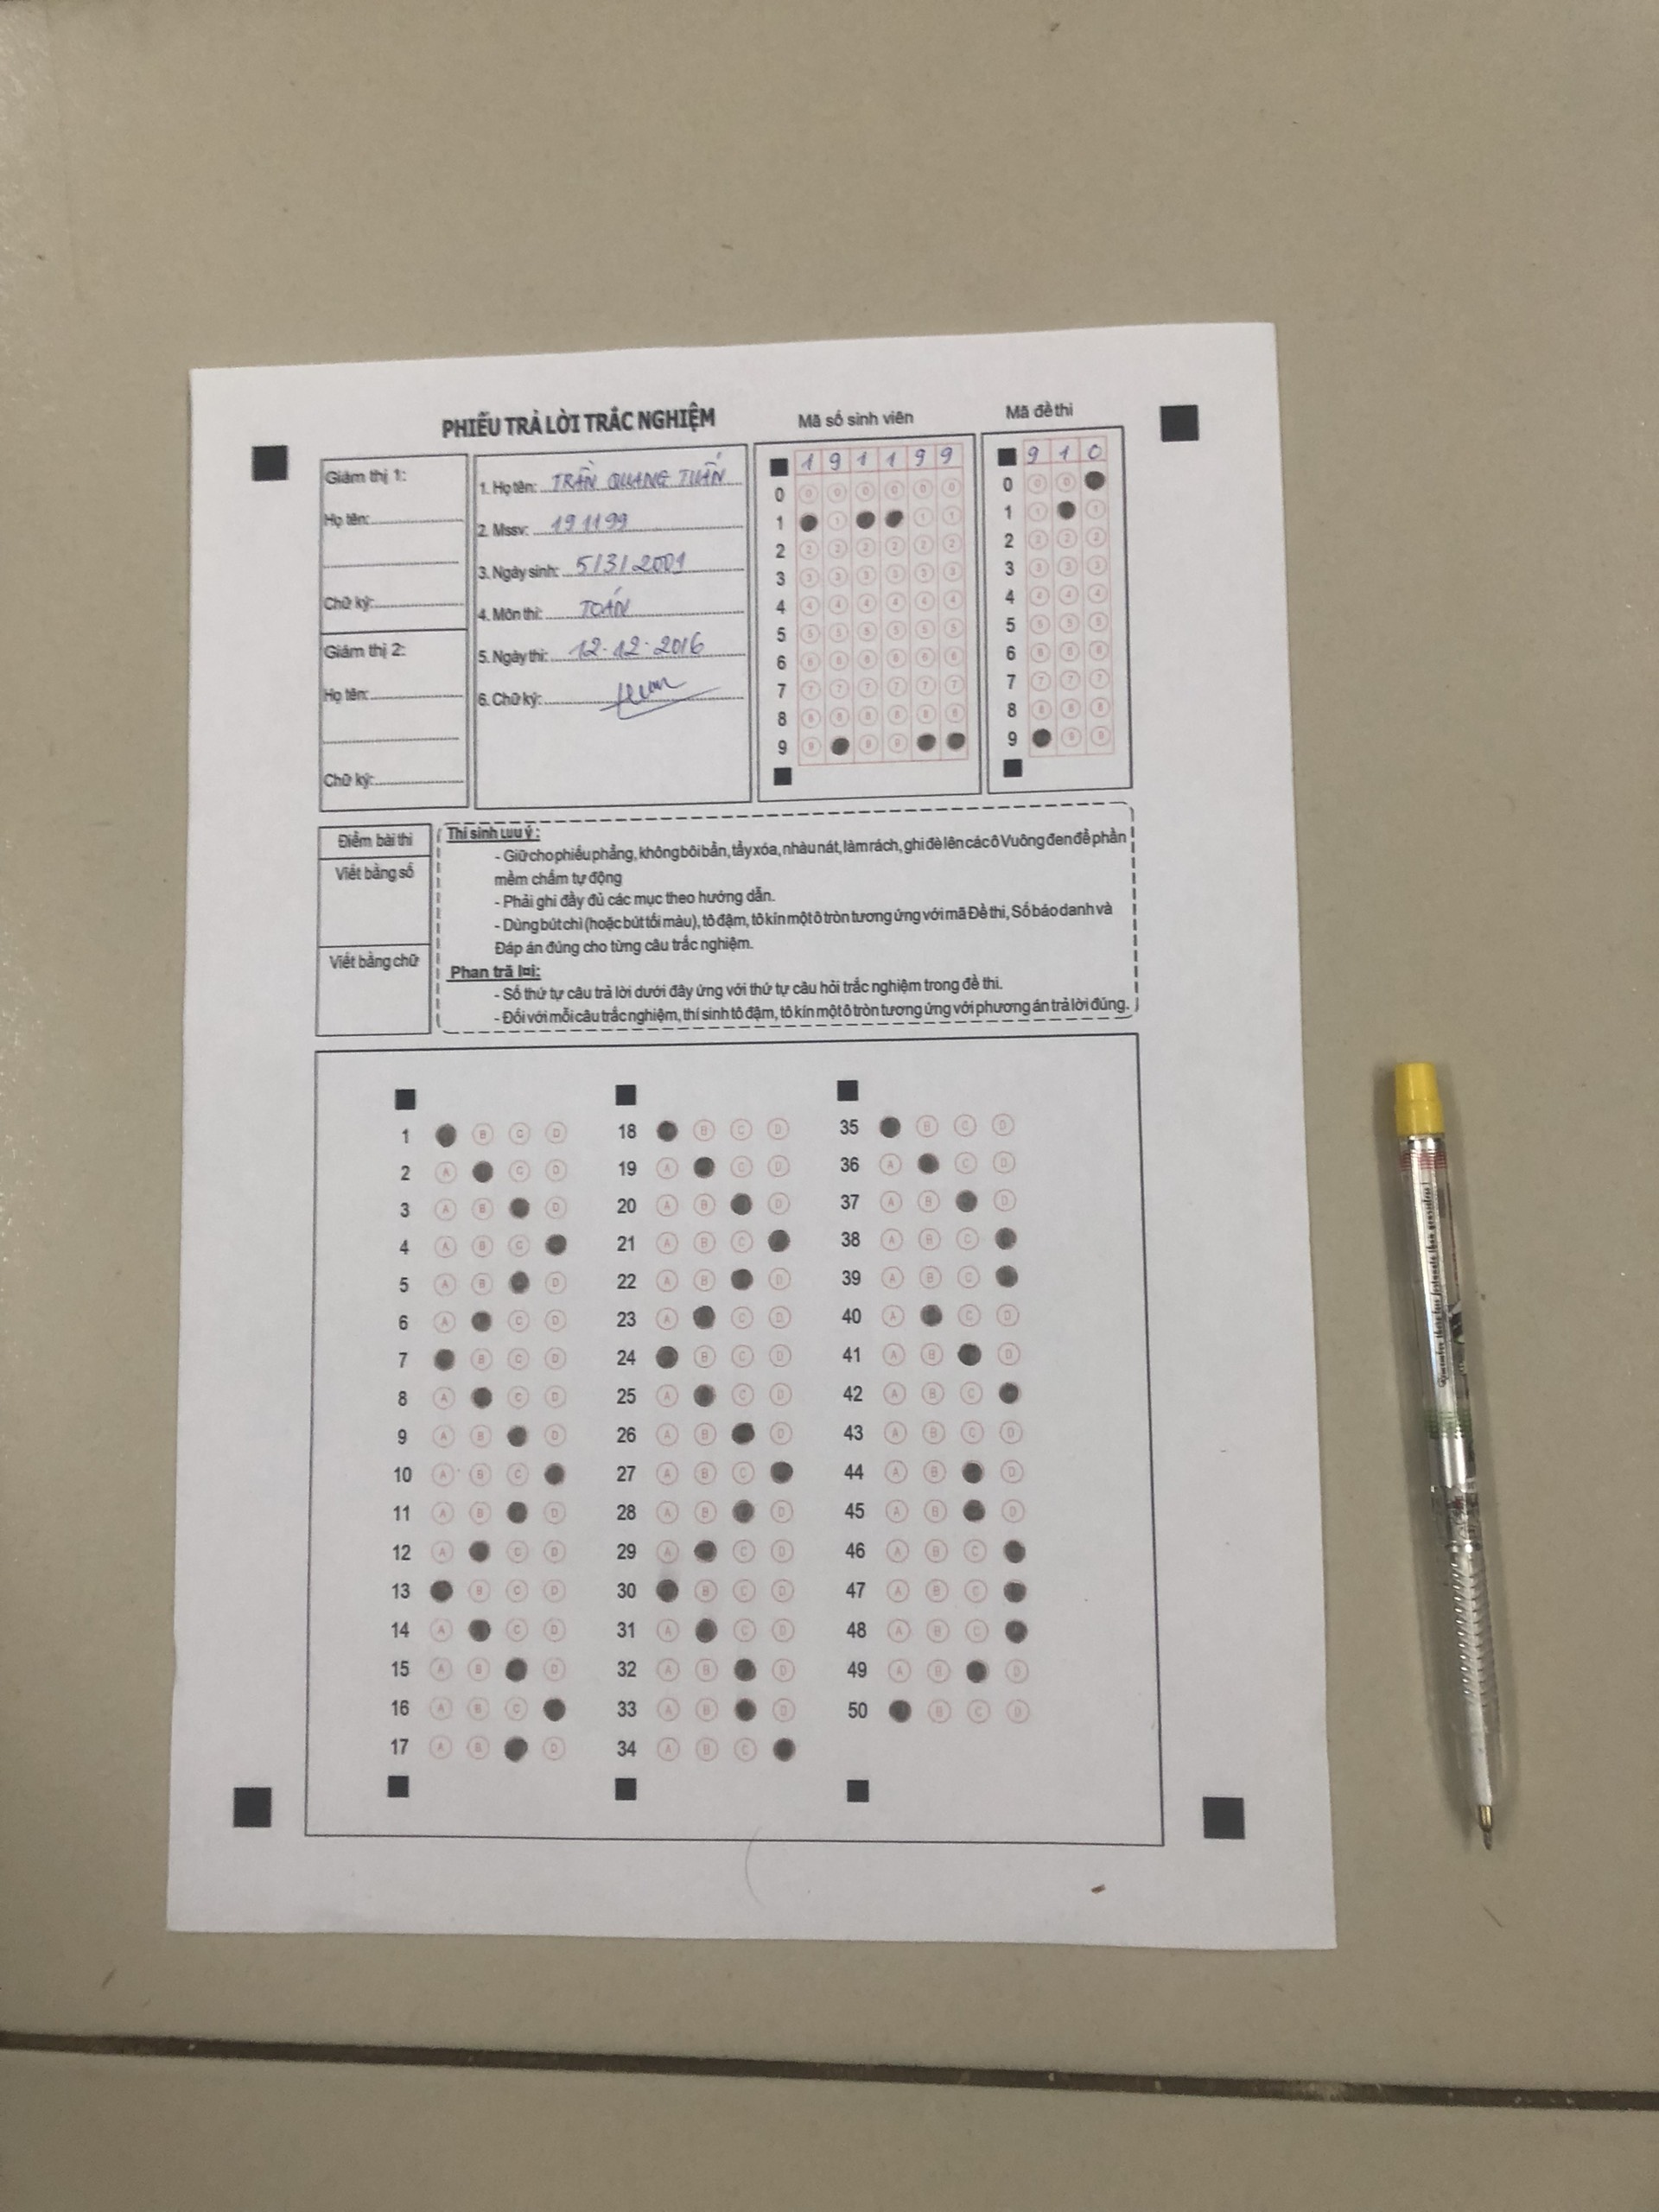 PHIẾU TRẢ LỜI TRẮC NGHIỆM
Mã số sinh viên
Mã đề thi
Giám thị 1:
Họ tên:
Chữ ký:
Giám thị 2:
Họ tên:
Chữ ký:
1. Họ tên: TRẦN QUANG TUẤN
2. Mssv: 191199
3. Ngày sinh: 5/3/2001
4. Môn thi: TOÁN
5. Ngày thi: 12.12.2016
6. Chữ ký:
1 9 1 1 9 9
0
1
2
3
4
5
6
7
8
9
9 1 0
0
1
2
3
4
5
6
7
8
9
Điểm bài thi
Viết bằng số
Viết bằng chữ
Thí sinh lưu ý:
- Giữ cho phiếu phẳng, không bôi bẩn, tẩy xóa, nhàu nát, làm rách, ghi đè lên các ô Vuông đen để phần
mềm chấm tự động
- Phải ghi đầy đủ các mục theo hướng dẫn.
- Dùng bút chì (hoặc bút tối màu), tô đậm, tô kín một ô tròn tương ứng với mã Đề thi, Số báo danh và
Đáp án đúng cho từng câu trắc nghiệm.
- Số thứ tự câu trả lời dưới đây ứng với thứ tự câu hỏi trắc nghiệm trong đề thi.
- Đối với mỗi câu trắc nghiệm, thí sinh tô đậm, tô kín một ô tròn tương ứng với phương án trả lời đúng.
1 B C D
2 A C D
3 A B D
4 A B C
5 A B D
6 A C D
7 B C D
8 A C D
9 A B D
10 A B C
11 A B D
12 A C D
13 B C D
14 A C D
15 A B D
16 A B C
17 A B D
18 B C D
19 A C D
20 A B D
21 A B C
22 A B D
23 A C D
24 B C D
25 A C D
26 A B D
27 A B C
28 A B D
29 A C D
30 B C D
31 A C D
32 A B D
33 A B D
34 A B C
35 B C D
36 A C D
37 A B D
38 A B C
39 A B C
40 A C D
41 A B D
42 A B C
43 A B C D
44 A B D
45 A B D
46 A B C
47 A B C
48 A B C
49 A B D
50 B C D